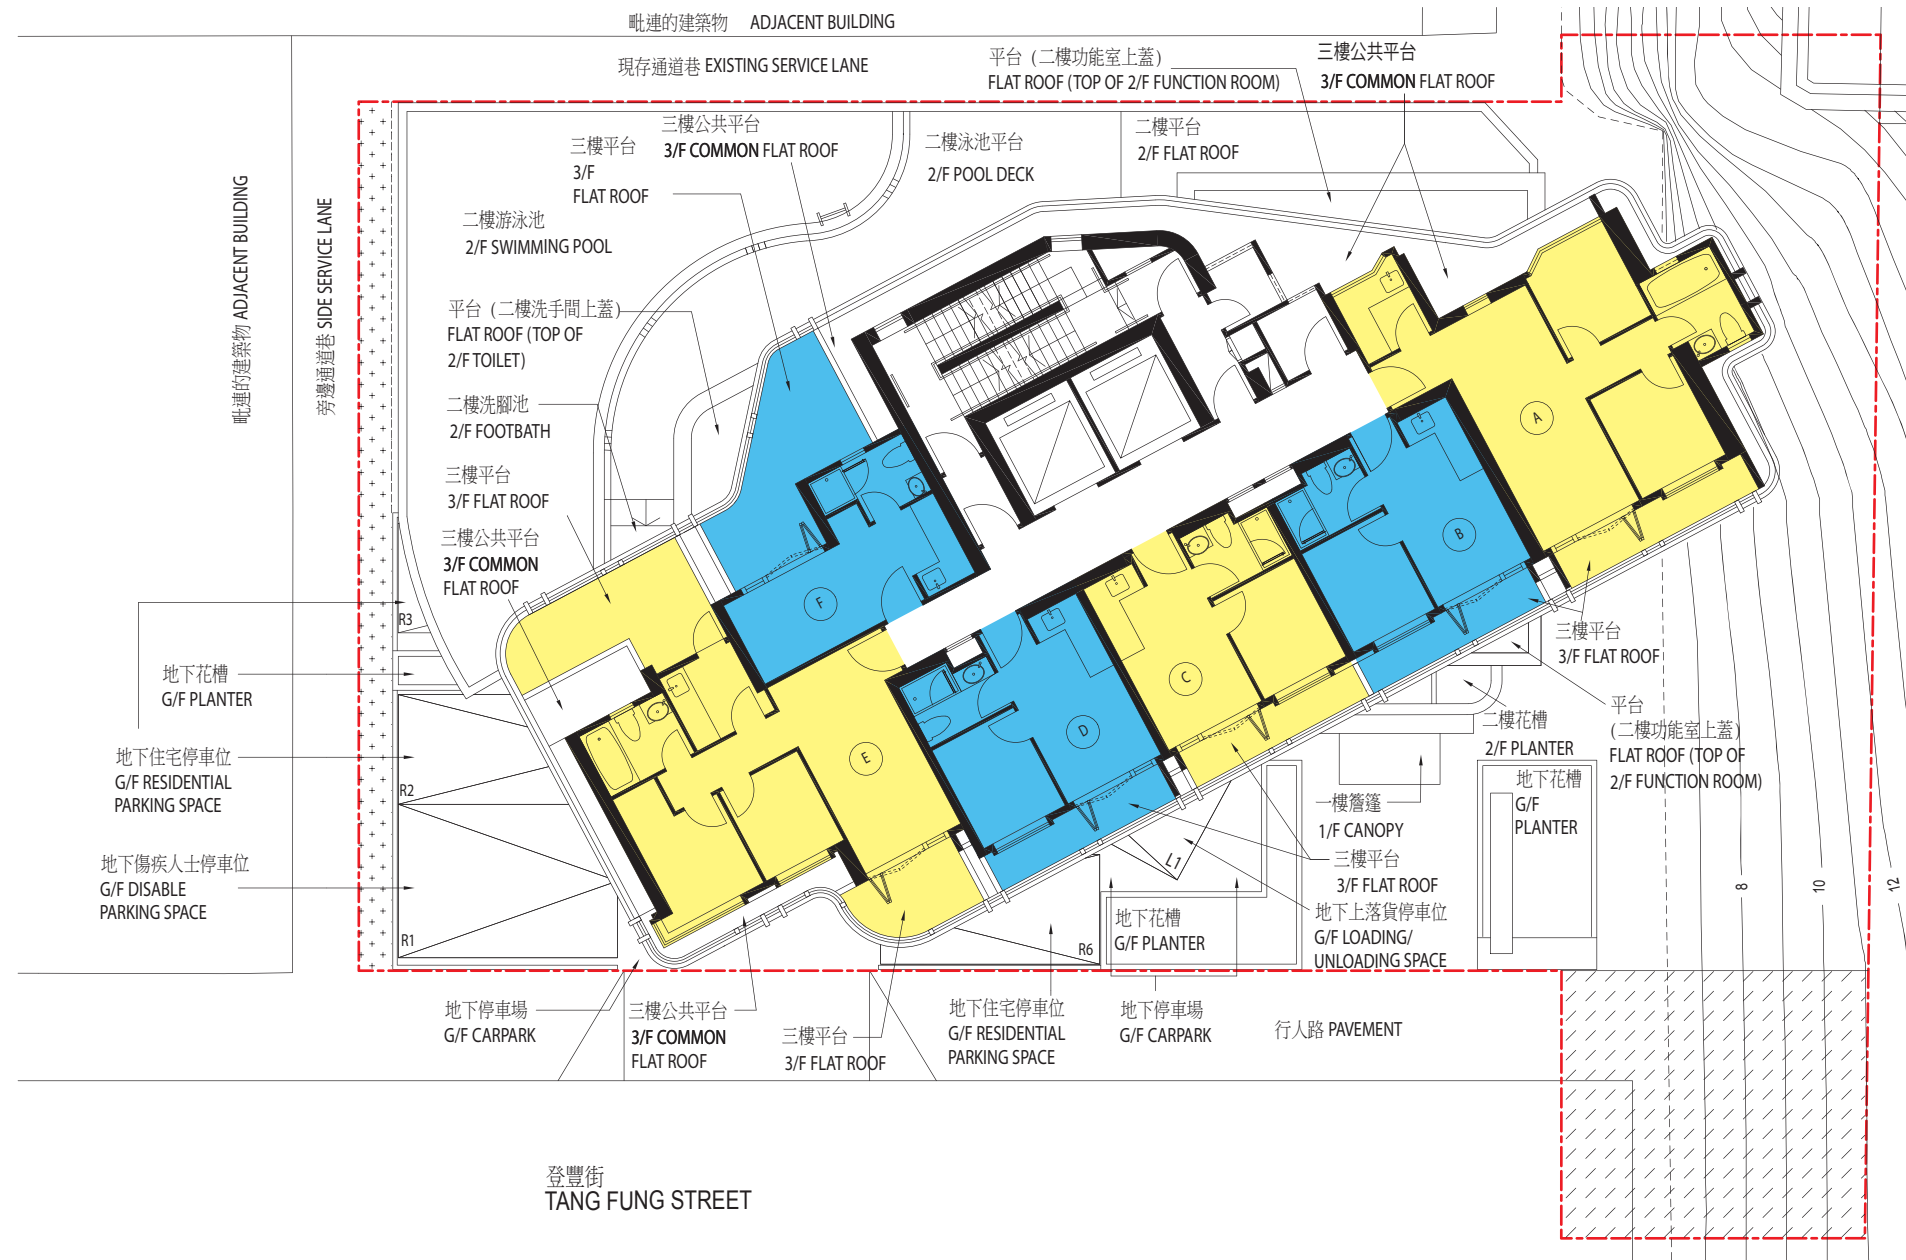 毗連的建築物 ADJACENT BUILDING
現存通道巷 EXISTING SERVICE LANE
平台 (二樓功能室上蓋)
FLAT ROOF (TOP OF 2/F FUNCTION ROOM)
三樓公共平台
3/F COMMON FLAT ROOF
三樓公共平台
3/F COMMON FLAT ROOF
三樓平台
3/F
FLAT ROOF
二樓泳池平台
2/F POOL DECK
二樓平台
2/F FLAT ROOF
毗連的建築物 ADJACENT BUILDING
旁邊通道巷 SIDE SERVICE LANE
二樓游泳池
2/F SWIMMING POOL
平台 (二樓洗手間上蓋)
FLAT ROOF (TOP OF
2/F TOILET)
二樓洗腳池
2/F FOOTBATH
三樓平台
3/F FLAT ROOF
三樓公共平台
3/F COMMON
FLAT ROOF
A
B
C
D
E
F
R3
R2
R1
R6
L1
地下花槽
G/F PLANTER
地下住宅停車位
G/F RESIDENTIAL
PARKING SPACE
地下傷疾人士停車位
G/F DISABLE
PARKING SPACE
三樓平台
3/F FLAT ROOF
二樓花槽
2/F PLANTER
平台
(二樓功能室上蓋)
FLAT ROOF (TOP OF
2/F FUNCTION ROOM)
地下花槽
G/F
PLANTER
一樓簷篷
1/F CANOPY
三樓平台
3/F FLAT ROOF
地下上落貨停車位
G/F LOADING/
UNLOADING SPACE
地下花槽
G/F PLANTER
8
10
12
地下停車場
G/F CARPARK
三樓公共平台
3/F COMMON
FLAT ROOF
三樓平台
3/F FLAT ROOF
地下住宅停車位
G/F RESIDENTIAL
PARKING SPACE
地下停車場
G/F CARPARK
行人路 PAVEMENT
登豐街
TANG FUNG STREET